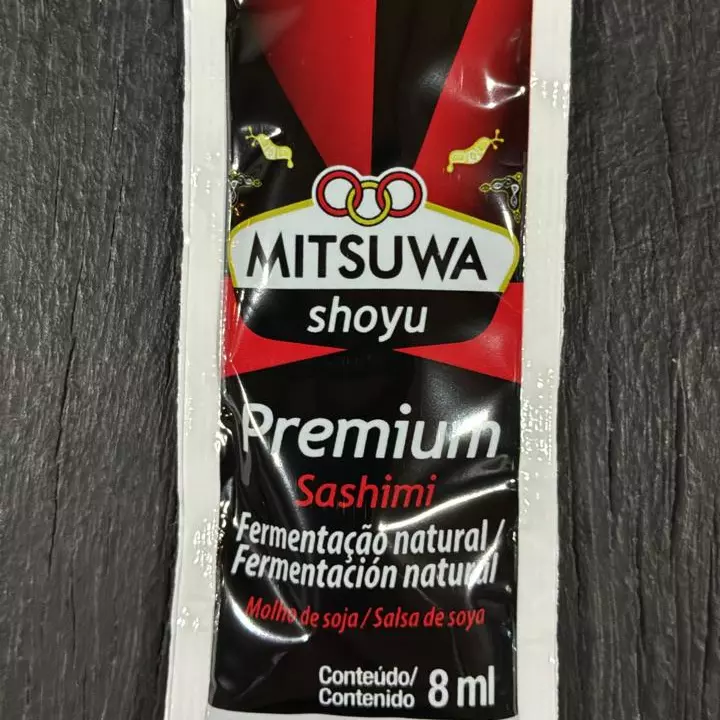 MITSUWA
shoyu
Premium
Sashimi
Fermentação natural /
Fermentación natural
Molho de soja / Salsa de soya
Conteúdo/
Contenido 8 ml